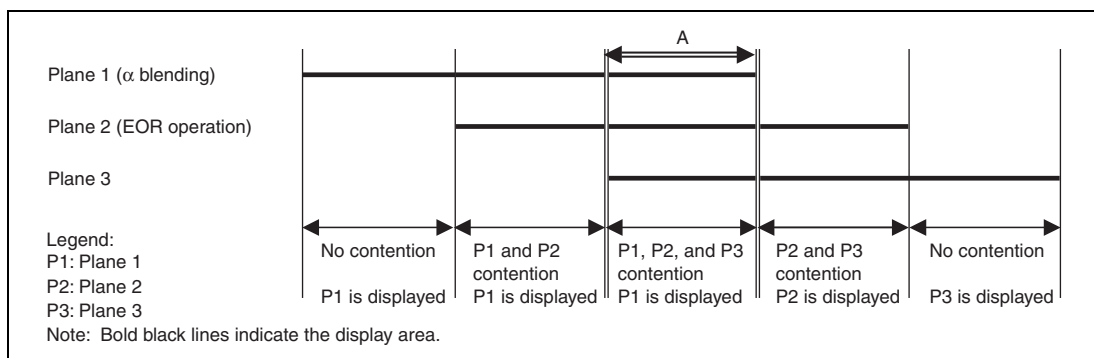 A
Plane 1 (α blending)
Plane 2 (EOR operation)
Plane 3
Legend:
P1: Plane 1
P2: Plane 2
P3: Plane 3
No contention
P1 is displayed
P1 and P2
contention
P1 is displayed
P1, P2, and P3
contention
P1 is displayed
P2 and P3
contention
P2 is displayed
No contention
P3 is displayed
Note: Bold black lines indicate the display area.